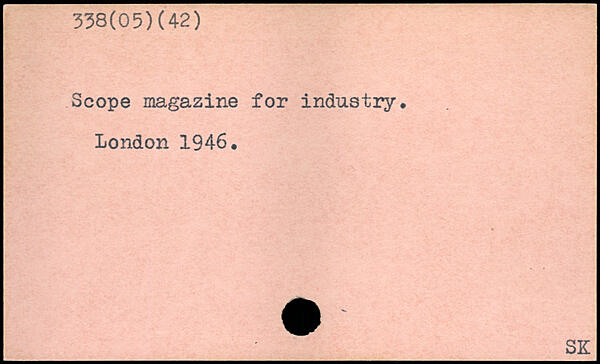 338(05)(42)
Scope magazine for industry.
London 1946.
SK